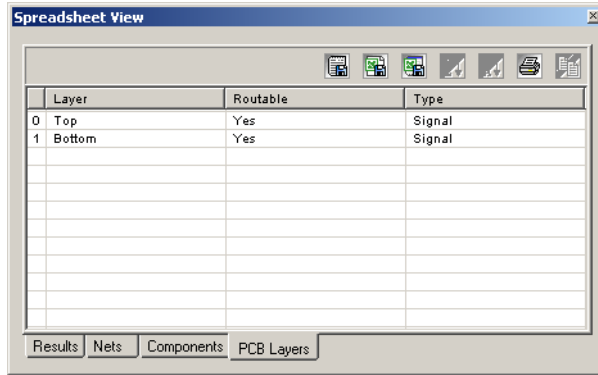 Spreadsheet View
Layer Routable Type
0 Top Yes Signal
1 Bottom Yes Signal
Results Nets Components PCB Layers